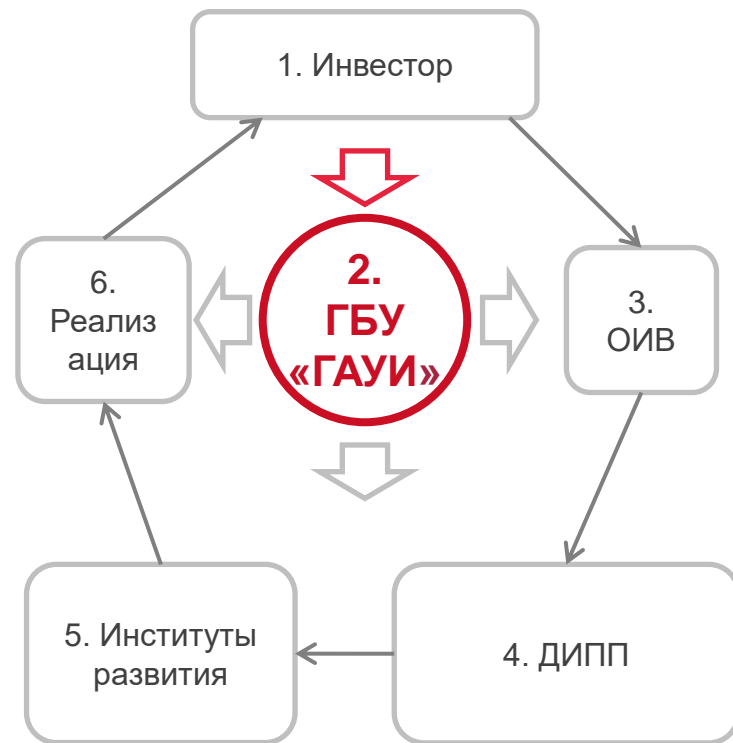 1. Инвестор
2.
ГБУ
«ГАУИ»
3.
ОИВ
4. ДИПП
5. Институты
развития
6.
Реализ
ация